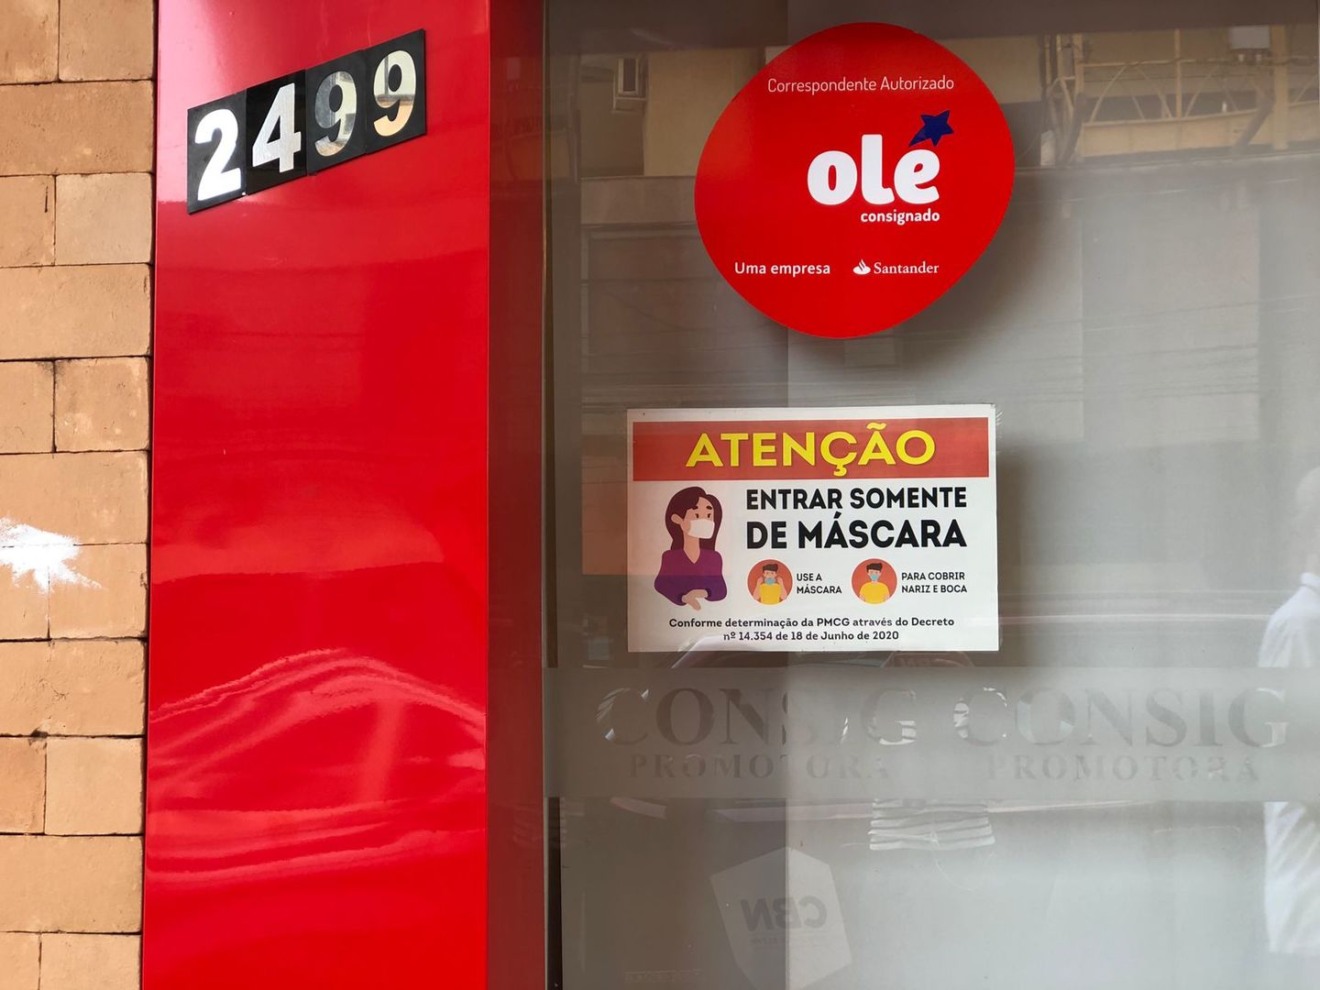 2499
Correspondente Autorizado
olé
consignado
Uma empresa Santander
ATENÇÃO
ENTRAR SOMENTE
DE MÁSCARA
USE A
MÁSCARA
PARA COBRIR
NARIZ E BOCA
Conforme determinação da PMCG através do Decreto
nº 14.354 de 18 de Junho de 2020
CONSIG CONSIG
PROMOTORA PROMOTORA
CBN